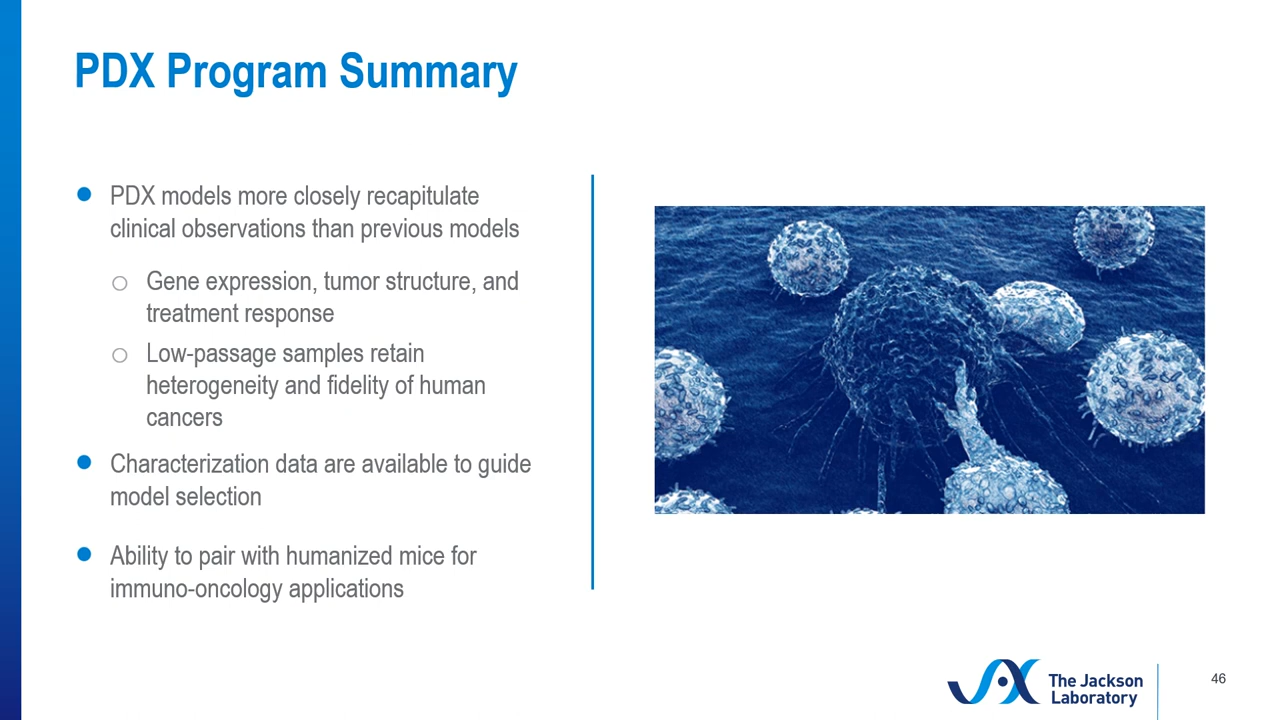 PDX Program Summary
● PDX models more closely recapitulate
clinical observations than previous models
○ Gene expression, tumor structure, and
treatment response
○ Low-passage samples retain
heterogeneity and fidelity of human
cancers
● Characterization data are available to guide
model selection
● Ability to pair with humanized mice for
immuno-oncology applications
JAX
The Jackson
Laboratory
46